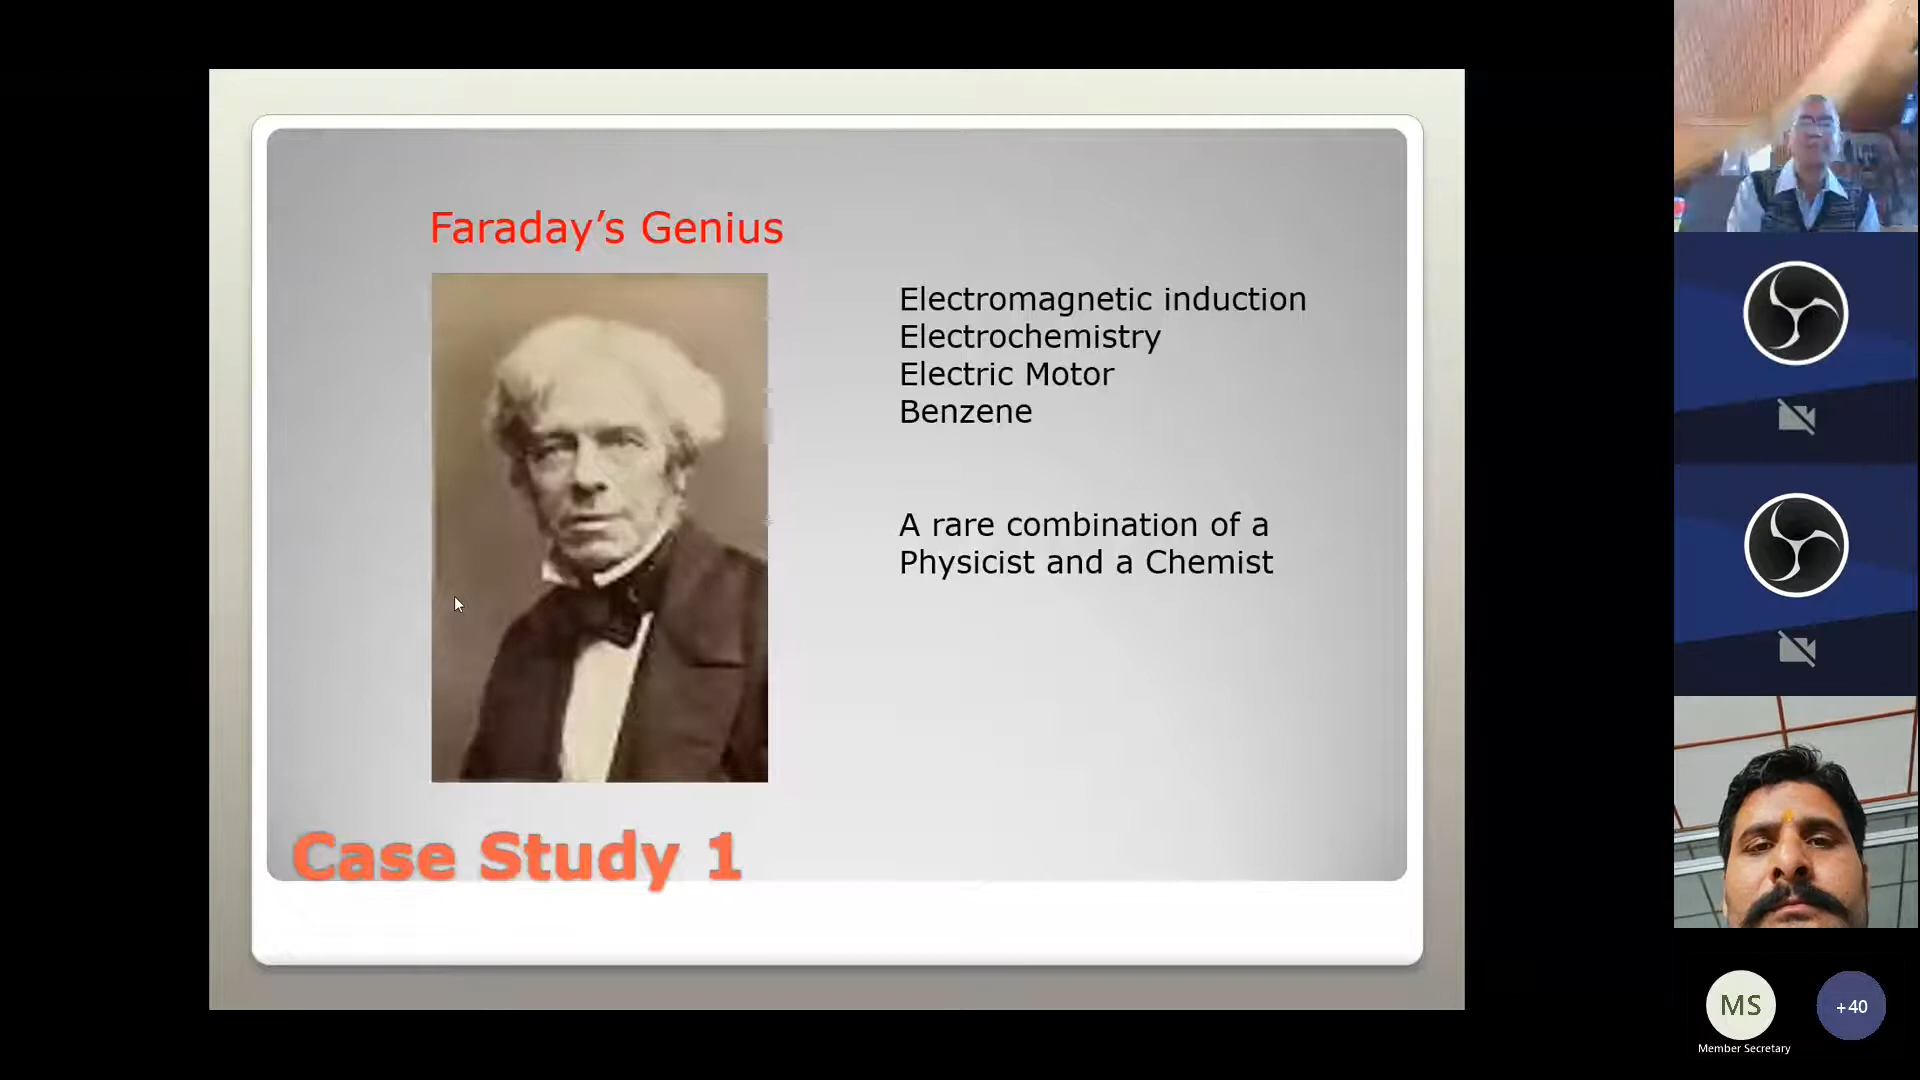 Faraday’s Genius
Electromagnetic induction
Electrochemistry
Electric Motor
Benzene
A rare combination of a
Physicist and a Chemist
Case Study 1
MS
+40
Member Secretary